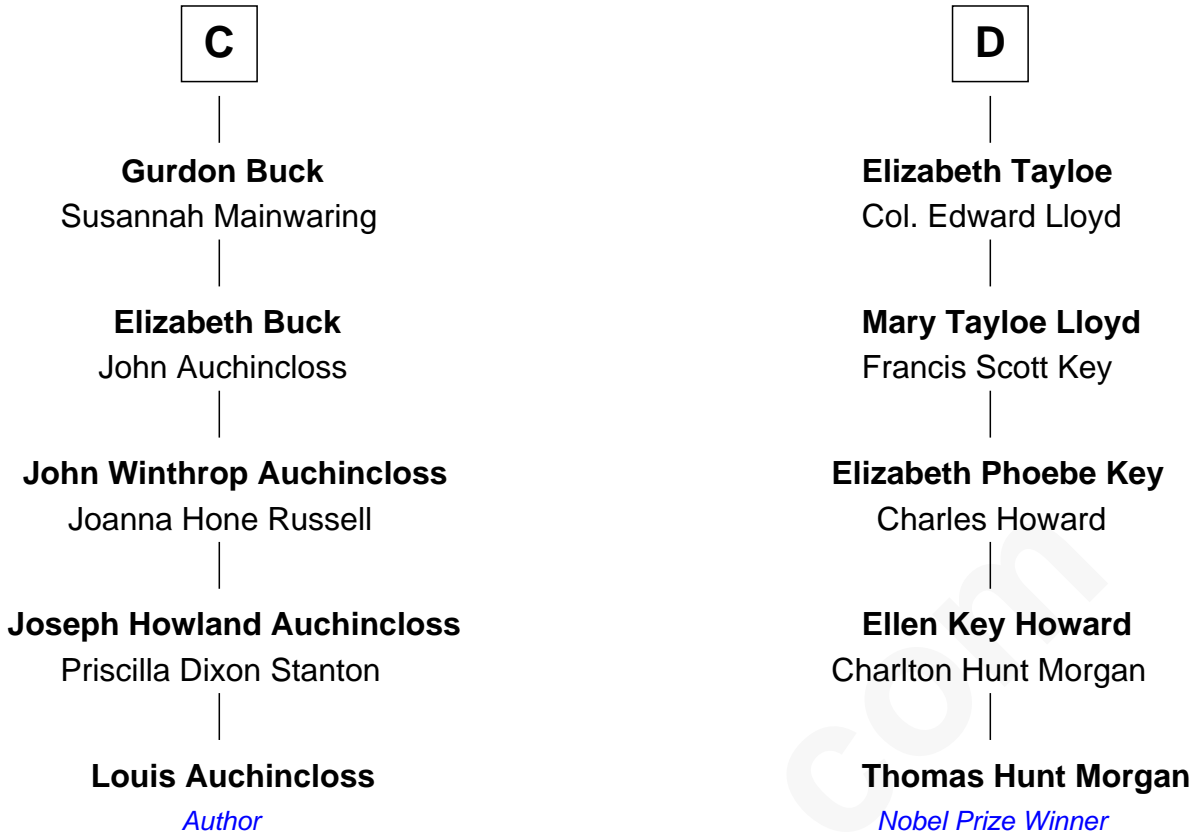 C
Gurdon Buck
Susannah Mainwaring
Elizabeth Buck
John Auchincloss
John Winthrop Auchincloss
Joanna Hone Russell
Joseph Howland Auchincloss
Priscilla Dixon Stanton
Louis Auchincloss
Author
D
Elizabeth Tayloe
Col. Edward Lloyd
Mary Tayloe Lloyd
Francis Scott Key
Elizabeth Phoebe Key
Charles Howard
Ellen Key Howard
Charlton Hunt Morgan
Thomas Hunt Morgan
Nobel Prize Winner
com